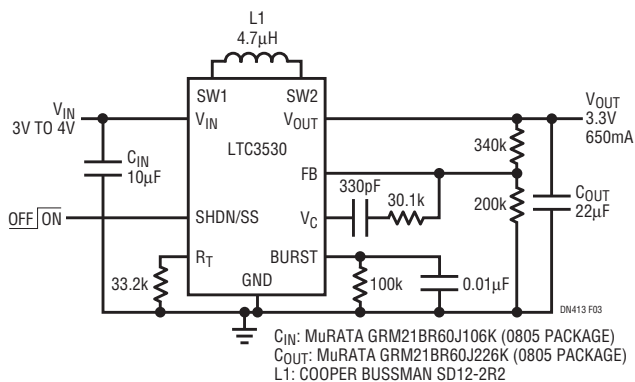 L1
4.7µH
SW1 SW2
VIN
3V TO 4V
VIN
VOUT
VOUT
3.3V
650mA
LTC3530
340k
CIN
10µF
FB
330pF
30.1k
200k
COUT
22µF
OFF ON
SHDN/SS
VC
RT
BURST
33.2k
GND
100k
0.01µF
DN413 F03
CIN: MuRATA GRM21BR60J106K (0805 PACKAGE)
COUT: MuRATA GRM21BR60J226K (0805 PACKAGE)
L1: COOPER BUSSMAN SD12-2R2